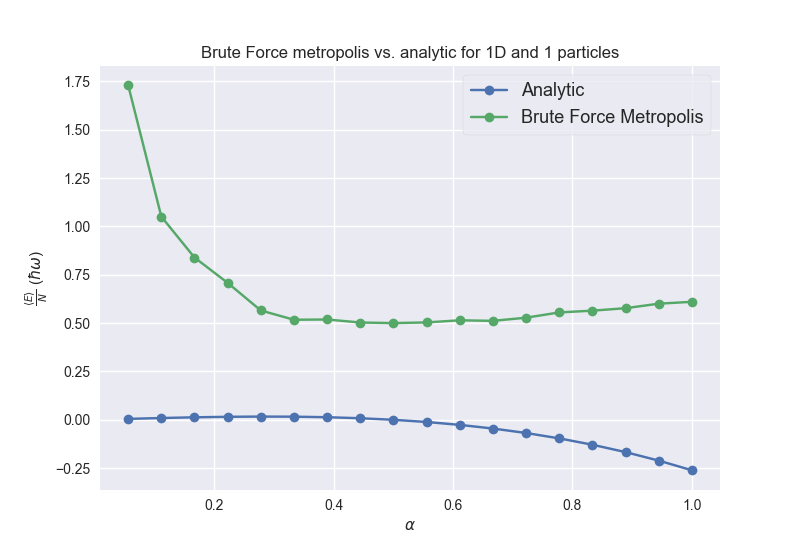 Brute Force metropolis vs. analytic for 1D and 1 particles
Analytic
Brute Force Metropolis
1.75
1.50
1.25
1.00
0.75
0.50
0.25
0.00
−0.25
⟨E⟩/N (ℏω)
0.2 0.4 0.6 0.8 1.0
α